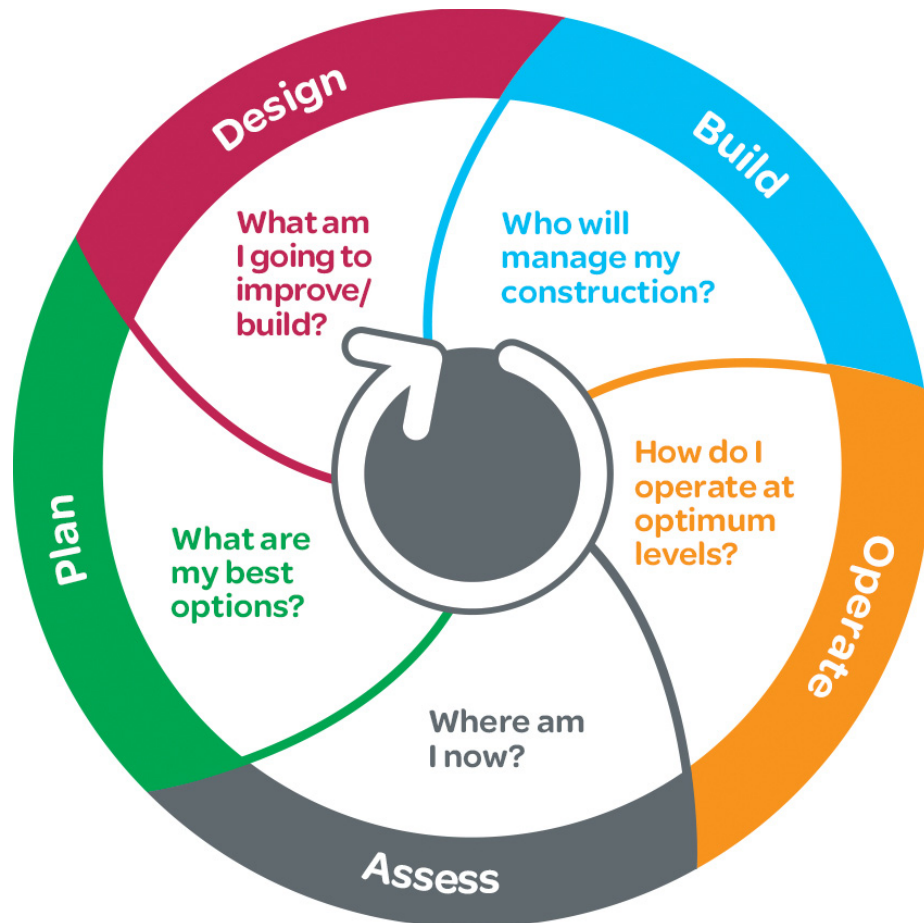 Design
What am
I going to
improve/
build?
Build
Who will
manage my
construction?
Operate
How do I
operate at
optimum
levels?
Assess
Where am
I now?
Plan
What are
my best
options?